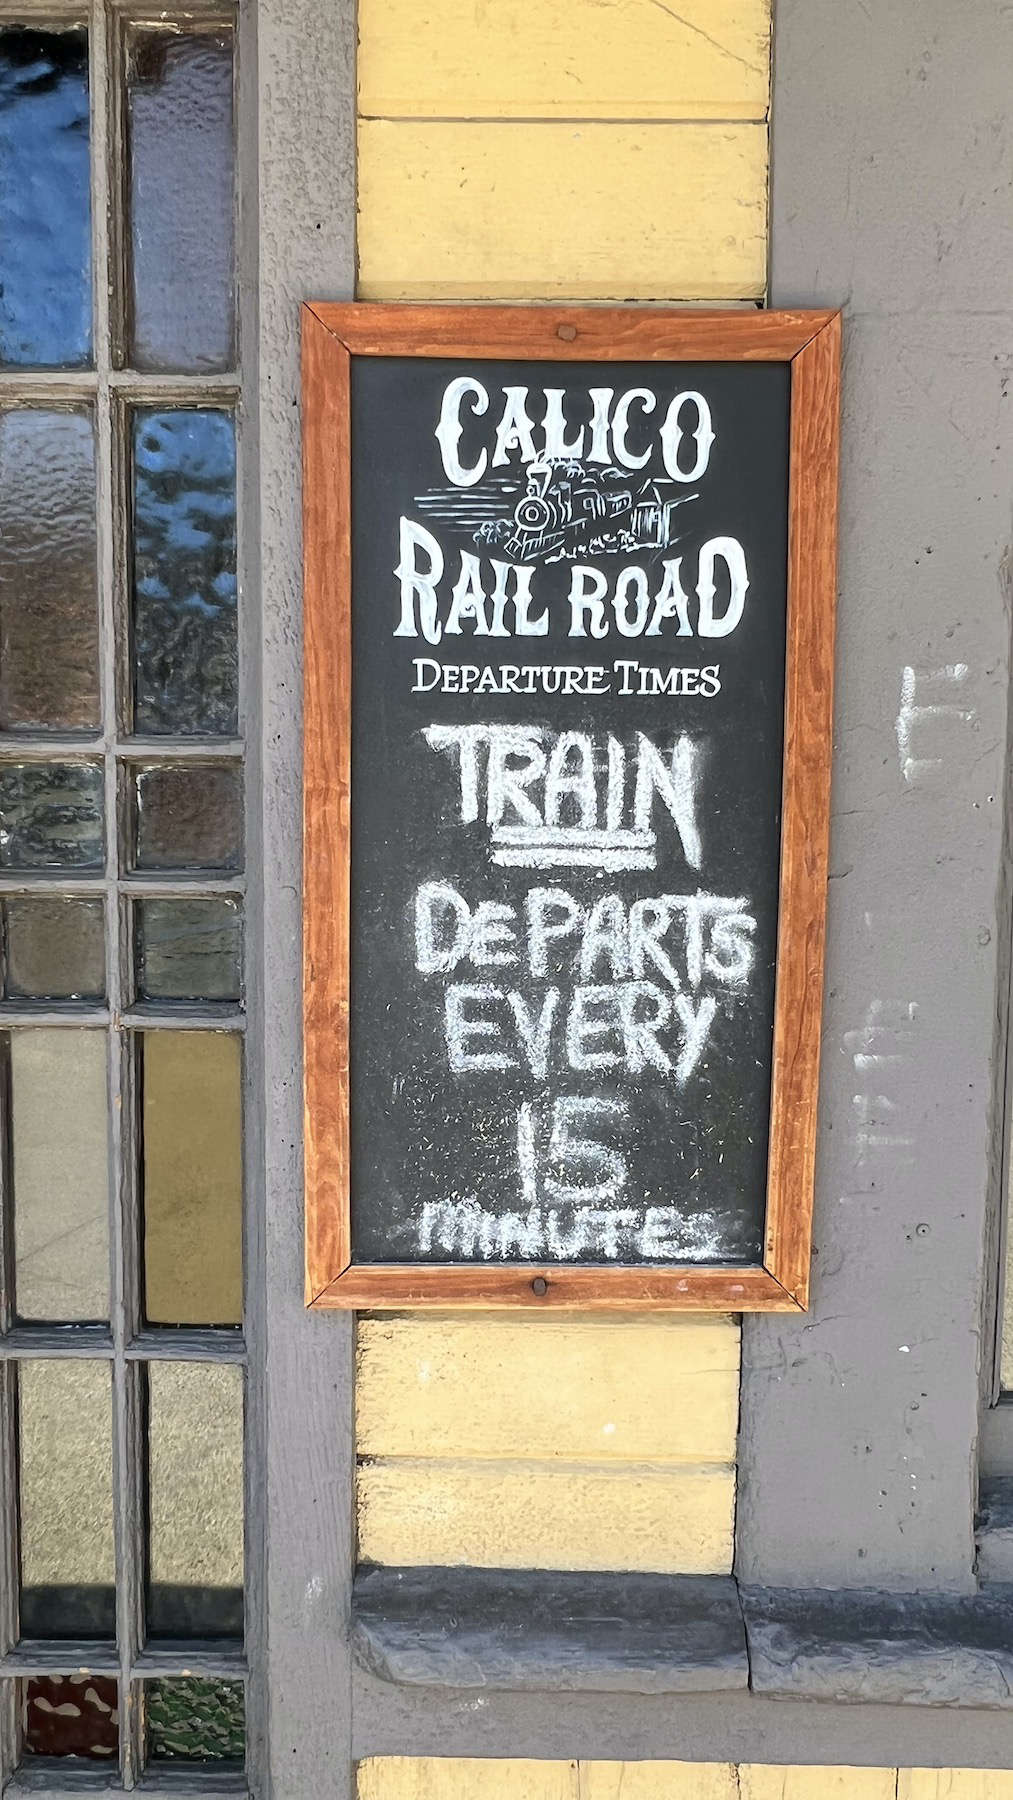 CALICO
RAIL ROAD
DEPARTURE TIMES
TRAIN
DePARTS
EVERY
15
MINUTES